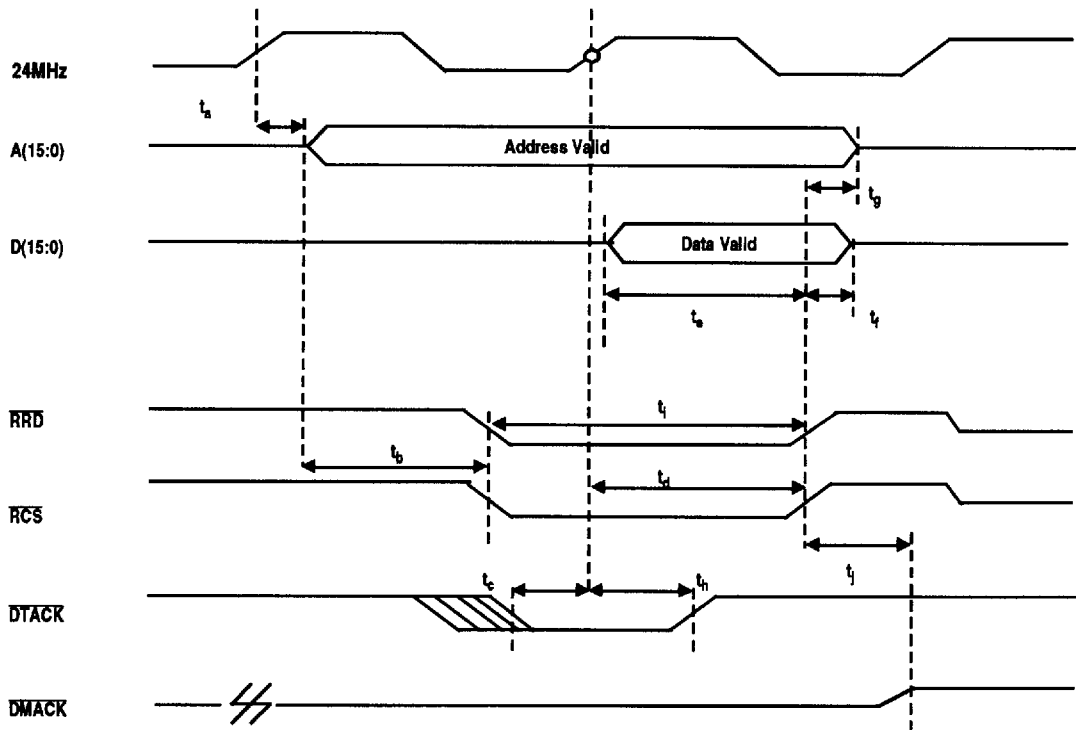 24MHz
ta
A(15:0)
Address Valid
tg
D(15:0)
Data Valid
te
tf
RRD
ti
tb
td
RCS
tc
th
tj
DTACK
DMACK